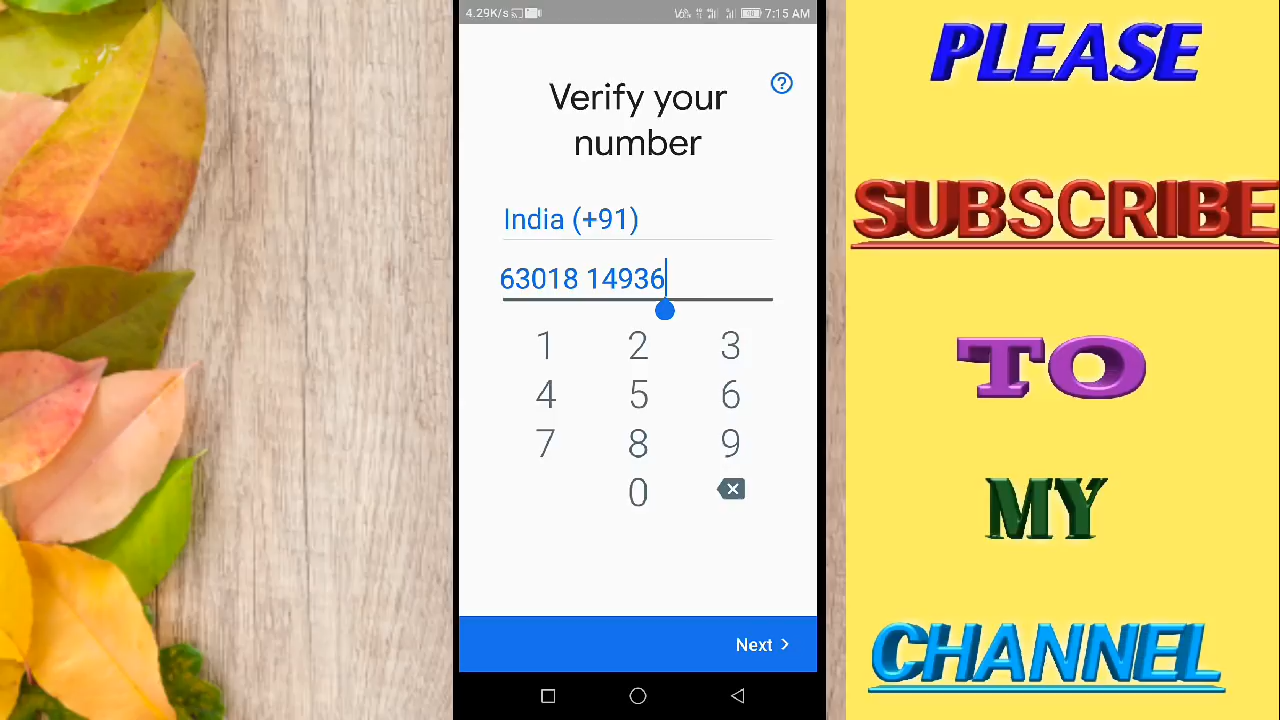 4.29K/s
7:15 AM
Verify your
number
India (+91)
63018 14936
1 2 3
4 5 6
7 8 9
0
Next
PLEASE
SUBSCRIBE
TO
MY
CHANNEL